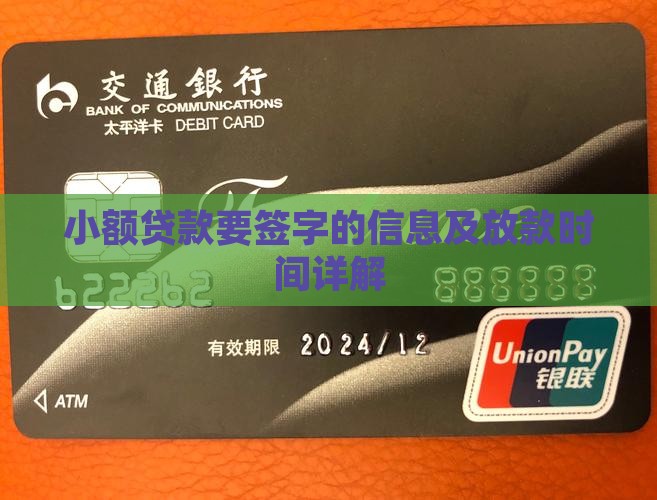 交通銀行
BANK OF COMMUNICATIONS
太平洋卡 DEBIT CARD
小额贷款要签字的信息及放款时
间详解
622262
888888
有效期限 2024/12
UnionPay
银联
ATM